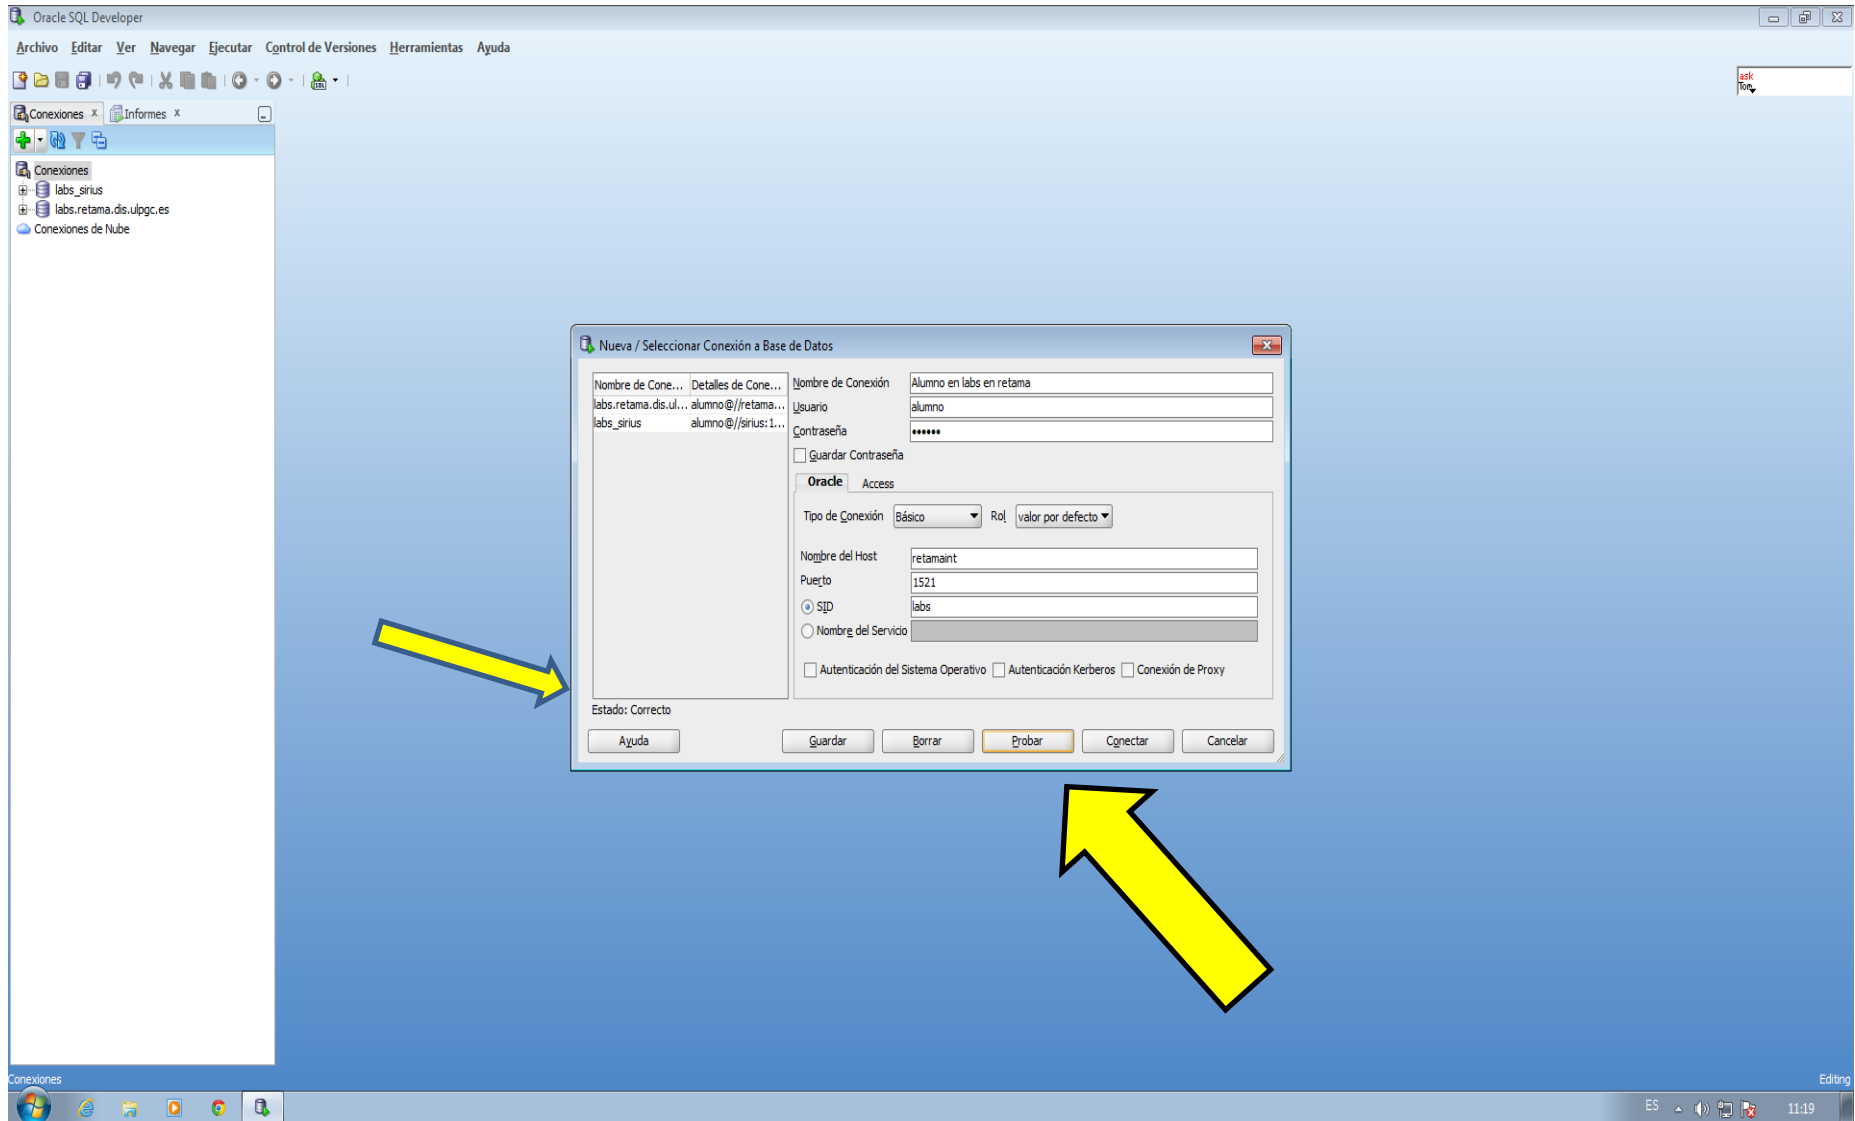 Oracle SQL Developer
Archivo Editar Ver Navegar Ejecutar Control de Versiones Herramientas Ayuda
SQL
ask
Tom
Conexiones x Informes x
Conexiones
labs_sirius
labs.retama.dis.ulpgc.es
Conexiones de Nube
Nueva / Seleccionar Conexión a Base de Datos
Nombre de Cone... Detalles de Cone...
labs.retama.dis.ul... alumno@//retama...
labs_sirius alumno@//sirius:1...
Nombre de Conexión Alumno en labs en retama
Usuario alumno
Contraseña ••••••
Guardar Contraseña
Oracle Access
Tipo de Conexión Básico Rol valor por defecto
Nombre del Host retamaint
Puerto 1521
SID labs
Nombre del Servicio
Autenticación del Sistema Operativo Autenticación Kerberos Conexión de Proxy
Estado: Correcto
Ayuda Guardar Borrar Probar Conectar Cancelar
Conexiones Editing
ES 11:19